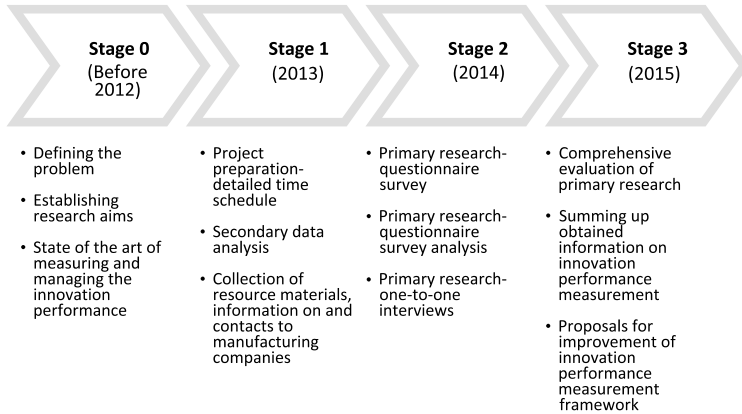 Stage 0
(Before
2012)
• Defining the
problem
• Establishing
research aims
• State of the art of
measuring and
managing the
innovation
performance
Stage 1
(2013)
• Project
preparation-
detailed time
schedule
• Secondary data
analysis
• Collection of
resource materials,
information on and
contacts to
manufacturing
companies
Stage 2
(2014)
• Primary research-
questionnaire
survey
• Primary research-
questionnaire
survey analysis
• Primary research-
one-to-one
interviews
Stage 3
(2015)
• Comprehensive
evaluation of
primary research
• Summing up
obtained
information on
innovation
performance
measurement
• Proposals for
improvement of
innovation
performance
measurement
framework